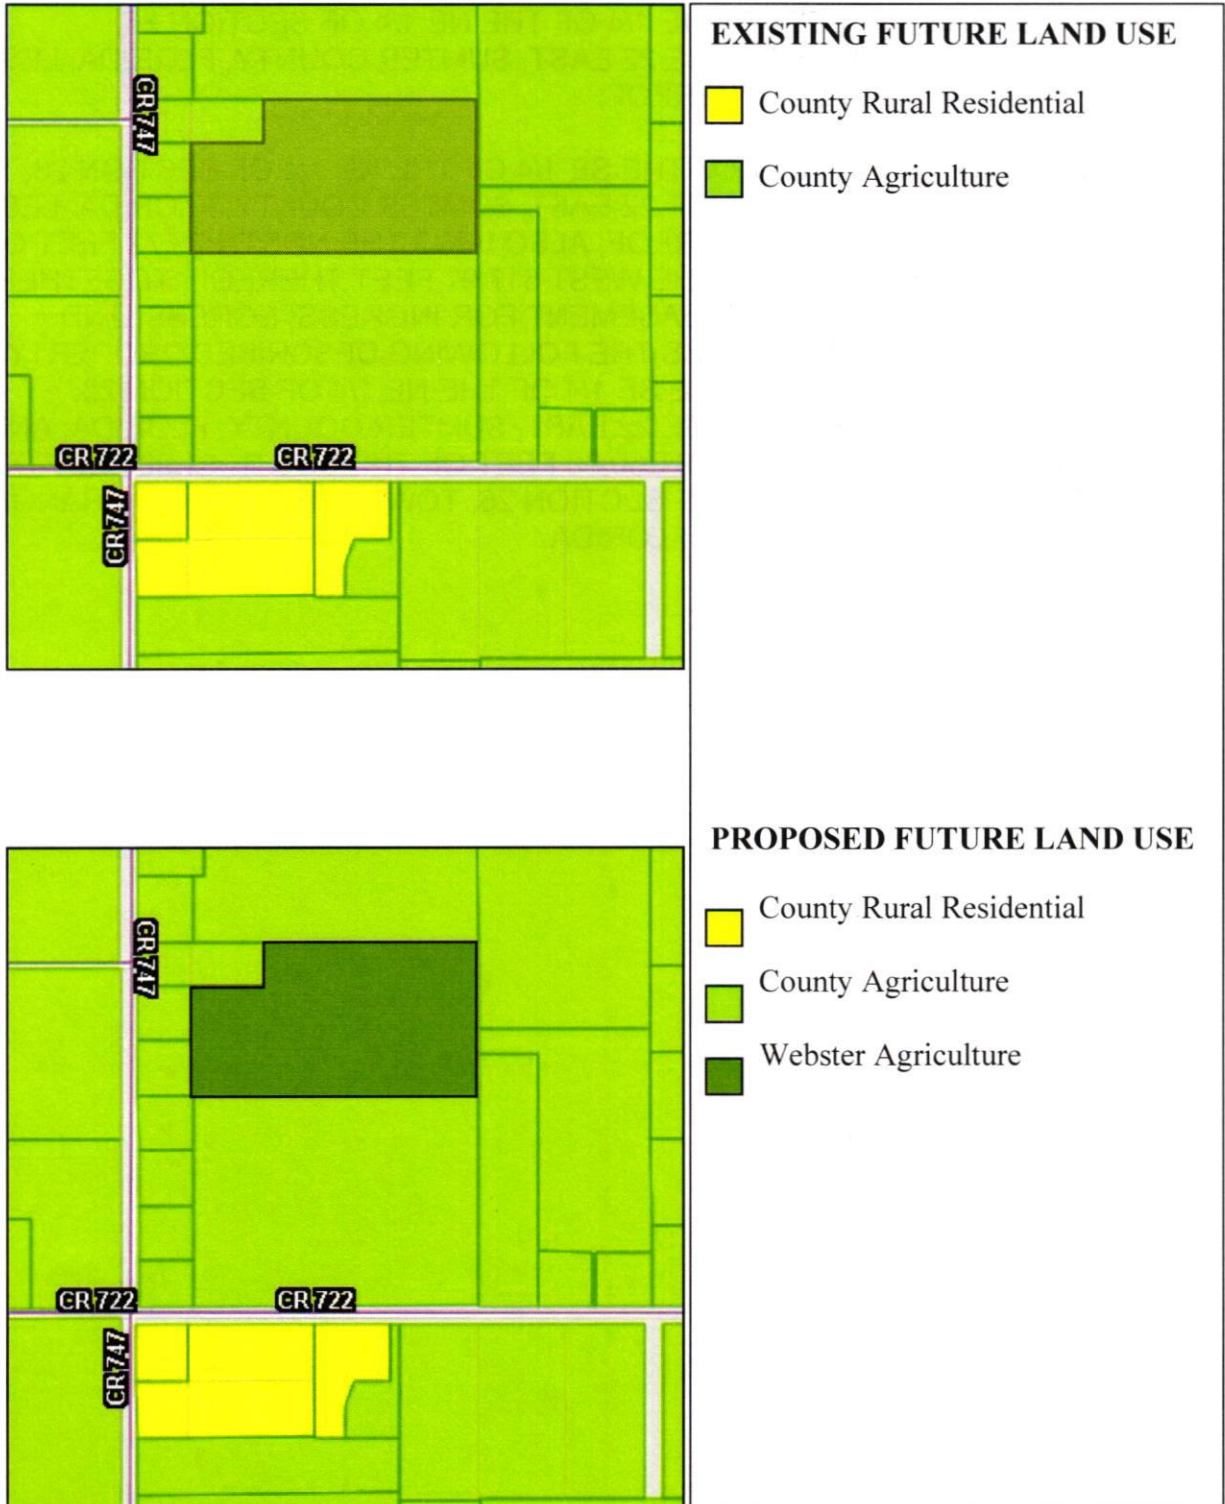 EXISTING FUTURE LAND USE
County Rural Residential
County Agriculture
CR 747
CR 722
CR 722
CR 747
PROPOSED FUTURE LAND USE
County Rural Residential
County Agriculture
Webster Agriculture
CR 747
CR 722
CR 722
CR 747